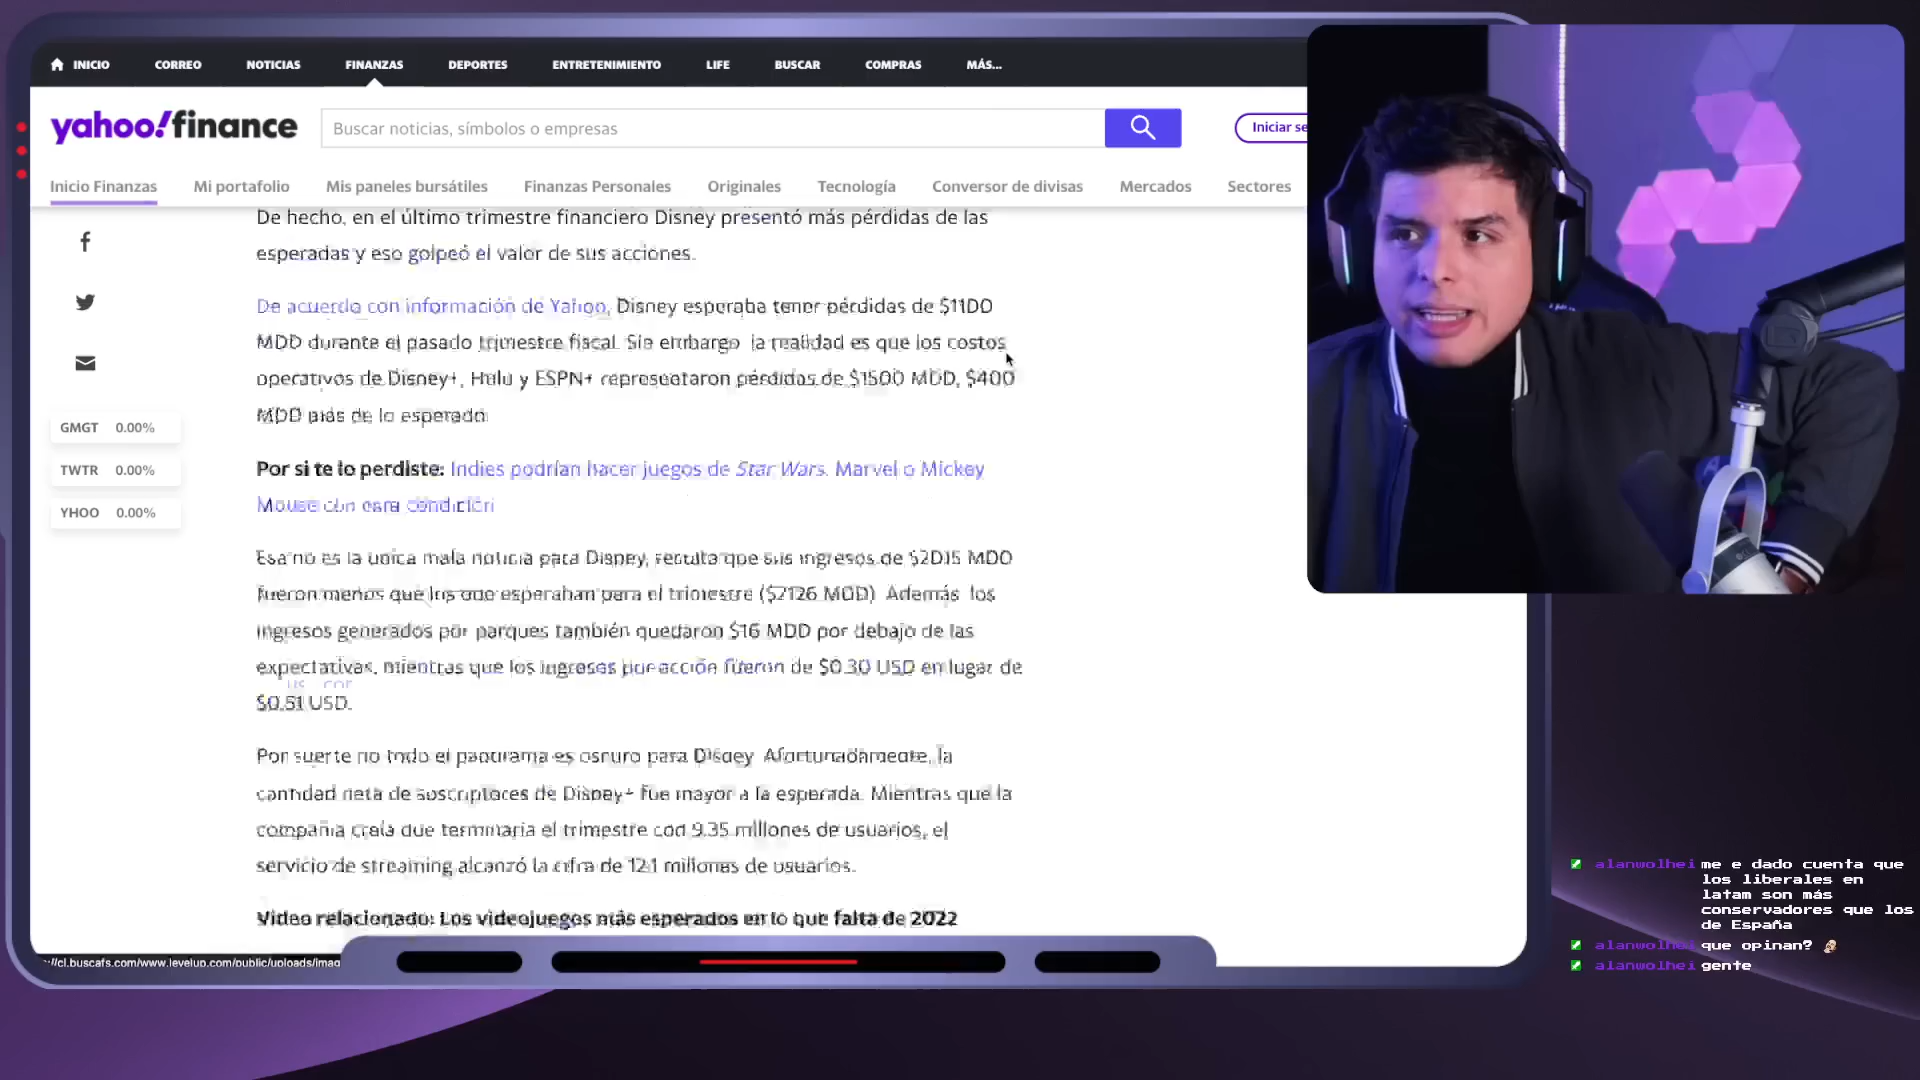 INICIO CORREO NOTICIAS FINANZAS DEPORTES ENTRETENIMIENTO LIFE BUSCAR COMPRAS MÁS...
yahoo!finance
Buscar noticias, símbolos o empresas
Iniciar se
Inicio Finanzas Mi portafolio Mis paneles bursátiles Finanzas Personales Originales Tecnología Conversor de divisas Mercados Sectores
De hecho, en el último trimestre financiero Disney presentó más pérdidas de las
esperadas y eso golpeó el valor de sus acciones.
De acuerdo con información de Yahoo, Disney esperaba tener pérdidas de
MDD durante el pasado trimestre fiscal. Sin embargo la realidad es que los costos
operativos de Disney+, Hulu y ESPN+ representaron pérdidas de $1500 MDD, $400
MDD más de lo esperado
GMGT 0.00%
TWTR 0.00%
YHOO 0.00%
Por si te lo perdiste: Indies podrían hacer juegos de Star Wars, Marvel o Mickey
Mouse con esta condición
Esa no es la única mala noticia para Disney, resulta que sus ingresos de MDD
fueron menos que los que esperaban para el trimestre MDD) Además los
ingresos generados por parques también quedaron $16 MDD por debajo de las
expectativas, mientras que los ingresos por acción fueron de $0.30 USD en lugar de
$0.51 USD.
Por suerte no todo el panorama es oscuro para Disney Afortunadamente, la
cantidad neta de suscriptores de Disney+ fue mayor a la esperada. Mientras que la
compañía creía que terminaría el trimestre con 9.35 millones de usuarios, el
servicio de streaming alcanzó la cifra de 12.1 millones de usuarios.
Video relacionado: Los videojuegos más esperados en lo que falta de 2022
://cl.buscafs.com/www.levelup.com/public/uploads/imag
alanwolhei me e dado cuenta que
los liberales en
latam son más
conservadores que los
de España
alanwolhei que opinan?
alanwolhei gente